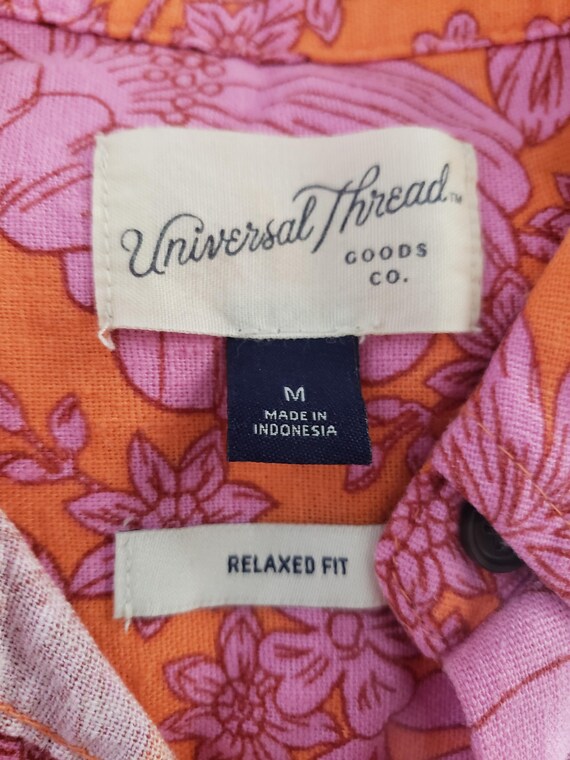 Universal Thread™
GOODS
CO.
M
MADE IN
INDONESIA
RELAXED FIT